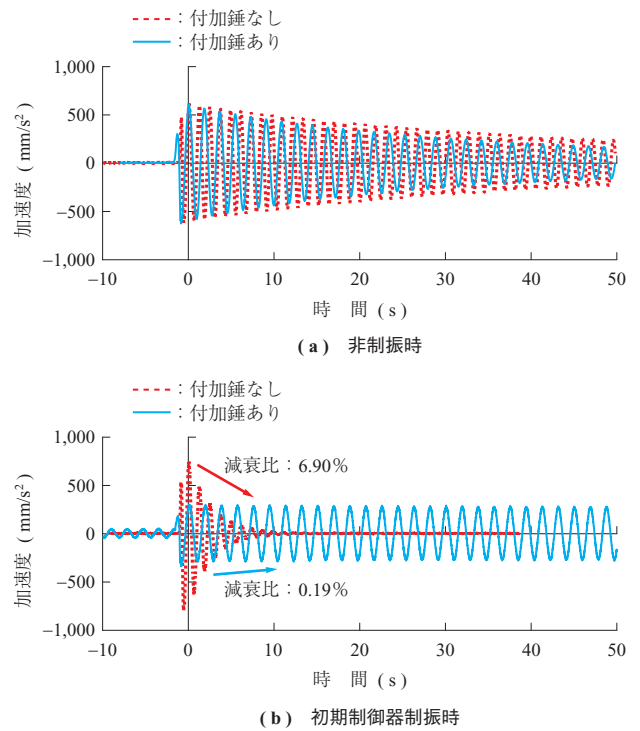 ：付加錘なし
：付加錘あり
1,000
500
0
−500
−1,000
加速度 ( mm/s2 )
−10 0 10 20 30 40 50
時　間 ( s )
( a )　非制振時
：付加錘なし
：付加錘あり
1,000
500
0
−500
−1,000
加速度 ( mm/s2 )
減衰比：6.90%
減衰比：0.19%
−10 0 10 20 30 40 50
時　間 ( s )
( b )　初期制御器制振時